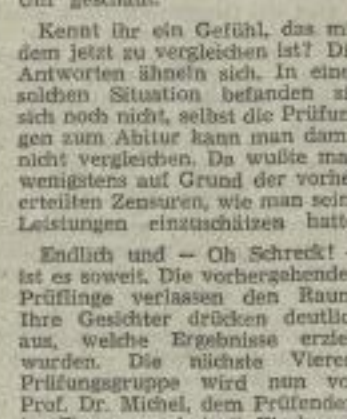 Kennt ihr ein Gefühl, das m
dem jetzt zu vergleichen ist? Di
Antworten ähneln sich. In eine
solchen Situation befanden si
sich noch nicht, selbst die Prüfun
gen zum Abitur kann man dam
nicht vergleichen. Da wußte ma
wenigstens auf Grund der vorhe
erteilten Zensuren, wie man sein
Leistungen einzuschätzen hatt
Endlich und — Oh Schreck! -
ist es soweit. Die vorhergehende
Prüflinge verlassen den Raum
Ihre Gesichter drücken deutlic
aus, welche Ergebnisse erzie
wurden. Die nächste Vierer
Prüfungsgruppe wird nun vo
Prof. Dr. Michel, dem Prüfender